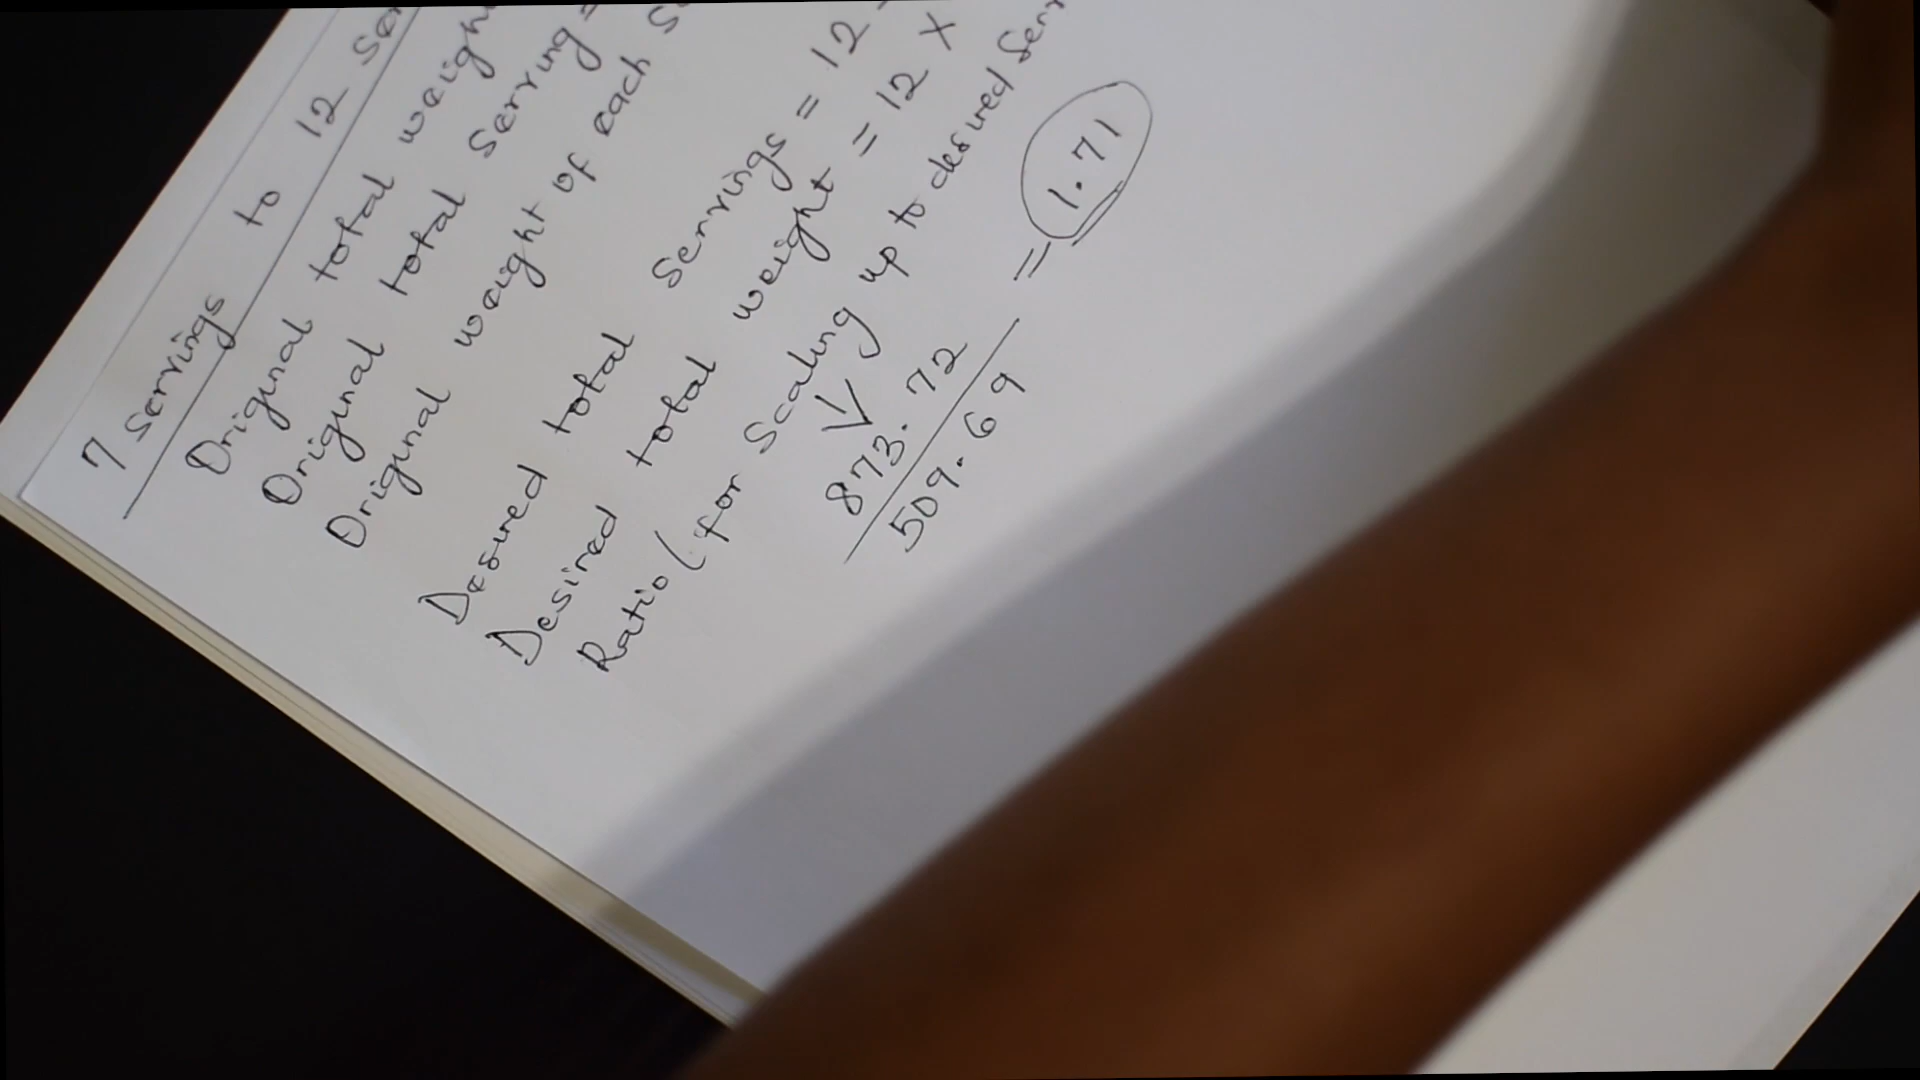 7 servings to 12 Ser
Original total weigh
Original total Serving =
Original weight of each S
Desired total Servings = 12
Desired total weight = 12 ×
Ratio (for Scaling up to desired Ser
873.72
509.69
= 1.71